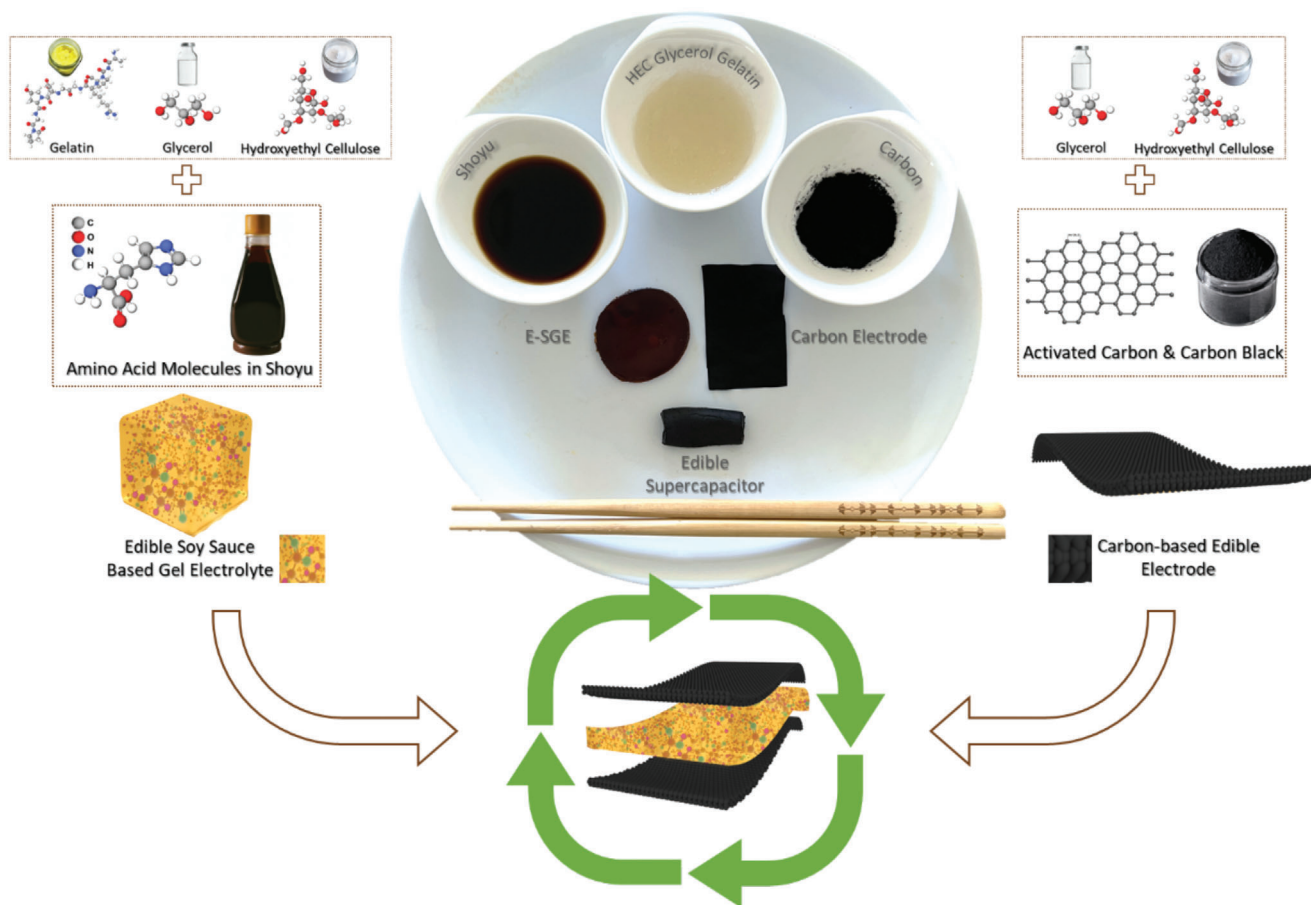 Gelatin
Glycerol
Hydroxyethyl Cellulose
C
O
N
H
Amino Acid Molecules in Shoyu
Edible Soy Sauce
Based Gel Electrolyte
HEC Glycerol Gelatin
Shoyu
Carbon
E-SGE
Carbon Electrode
Edible
Supercapacitor
Glycerol
Hydroxyethyl Cellulose
Activated Carbon & Carbon Black
Carbon-based Edible
Electrode